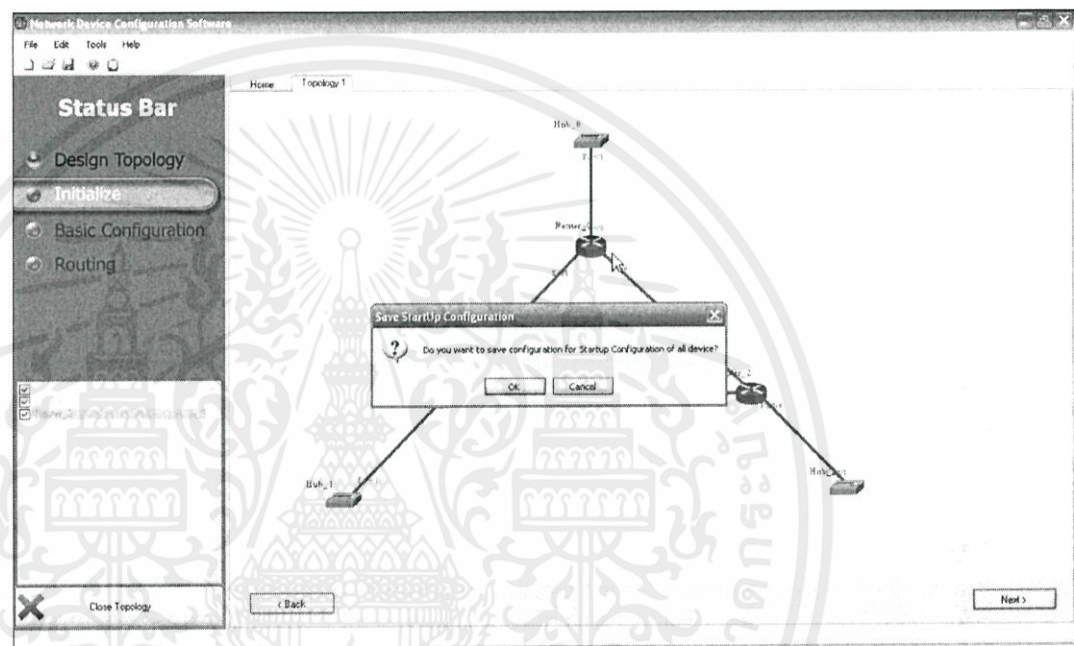 Network Device Configuration Software
File Edit Tools Help
Home Topology 1
Status Bar
Design Topology
Initialize
Basic Configuration
Routing
Hub_0
Save StartUp Configuration
Do you want to save configuration for Startup Configuration of all device?
OK Cancel
Hub_1
Close Topology
< Back
Next >